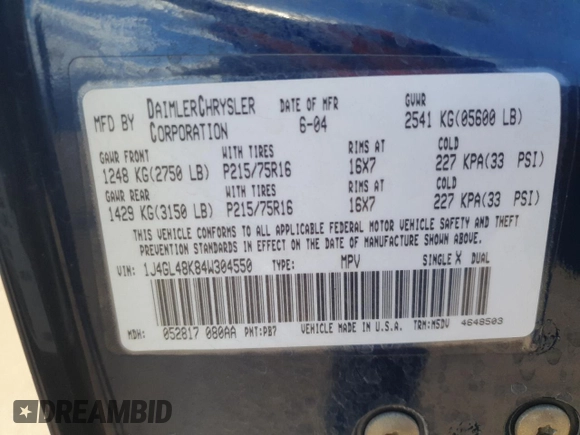 MFD BY DAIMLERCHRYSLER CORPORATION
DATE OF MFR 6-04
GVWR 2541 KG(05600 LB)
GAWR FRONT WITH TIRES RIMS AT COLD
1248 KG(2750 LB) P215/75R16 16X7 227 KPA(33 PSI)
GAWR REAR WITH TIRES RIMS AT COLD
1429 KG(3150 LB) P215/75R16 16X7 227 KPA(33 PSI)
THIS VEHICLE CONFORMS TO ALL APPLICABLE FEDERAL MOTOR VEHICLE SAFETY AND THEFT
PREVENTION STANDARDS IN EFFECT ON THE DATE OF MANUFACTURE SHOWN ABOVE.
VIN: 1J4GL48K84W304550 TYPE: MPV SINGLE X DUAL
MDH: 052817 080AA PNT:PB7 VEHICLE MADE IN U.S.A. TRM:M5DV 4648503
DREAMBID